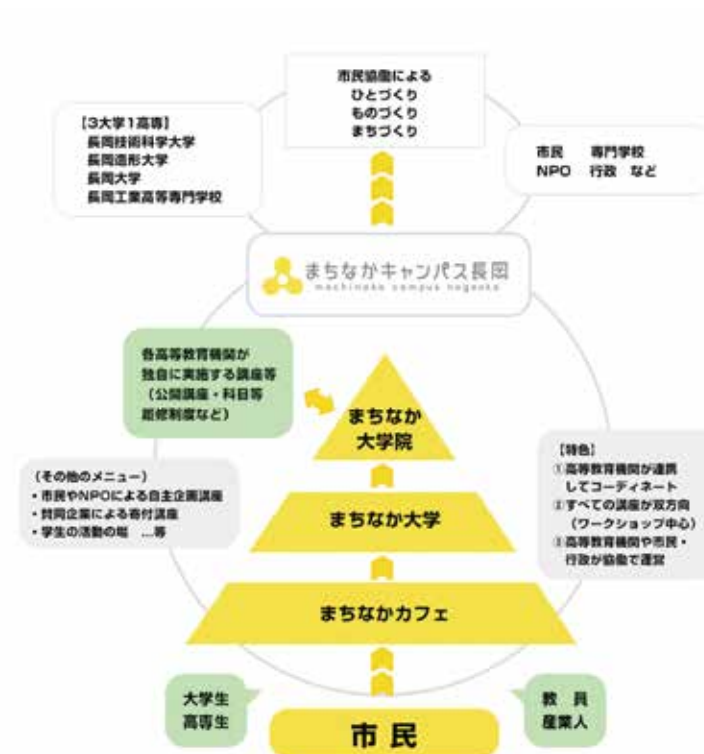 市民協働による
ひとづくり
ものづくり
まちづくり
【3大学1高専】
長岡技術科学大学
長岡造形大学
長岡大学
長岡工業高等専門学校
市民 専門学校
NPO 行政 など
まちなかキャンパス長岡
machinaka campus nagaoka
各高等教育機関が
独自に実施する講座等
(公開講座・科目等
履修制度など)
まちなか
大学院
(その他のメニュー)
・市民やNPOによる自主企画講座
・賛同企業による寄付講座
・学生の活動の場 …等
まちなか大学
【特色】
①高等教育機関が連携
してコーディネート
②すべての講座が双方向
(ワークショップ中心)
③高等教育機関や市民・
行政が協働で運営
まちなかカフェ
大学生
高専生
教員
産業人
市民